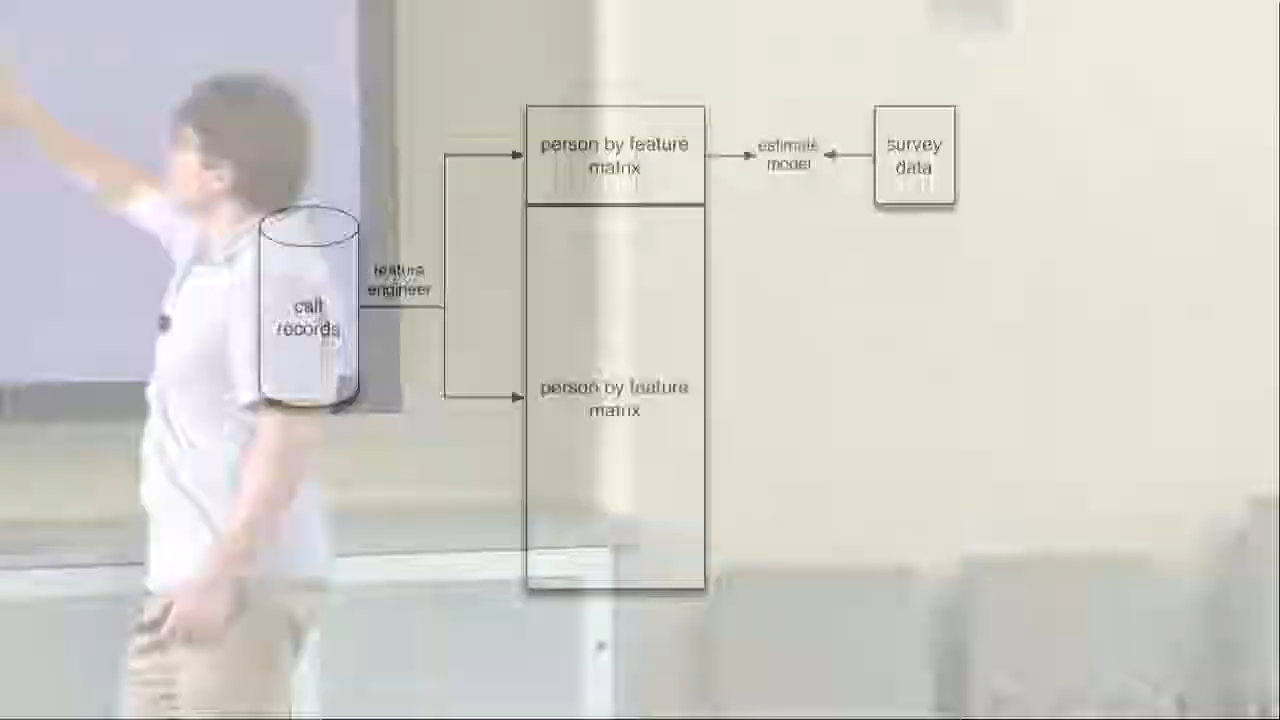 person by feature
matrix
estimate
model
survey
data
feature
engineer
call
records
person by feature
matrix